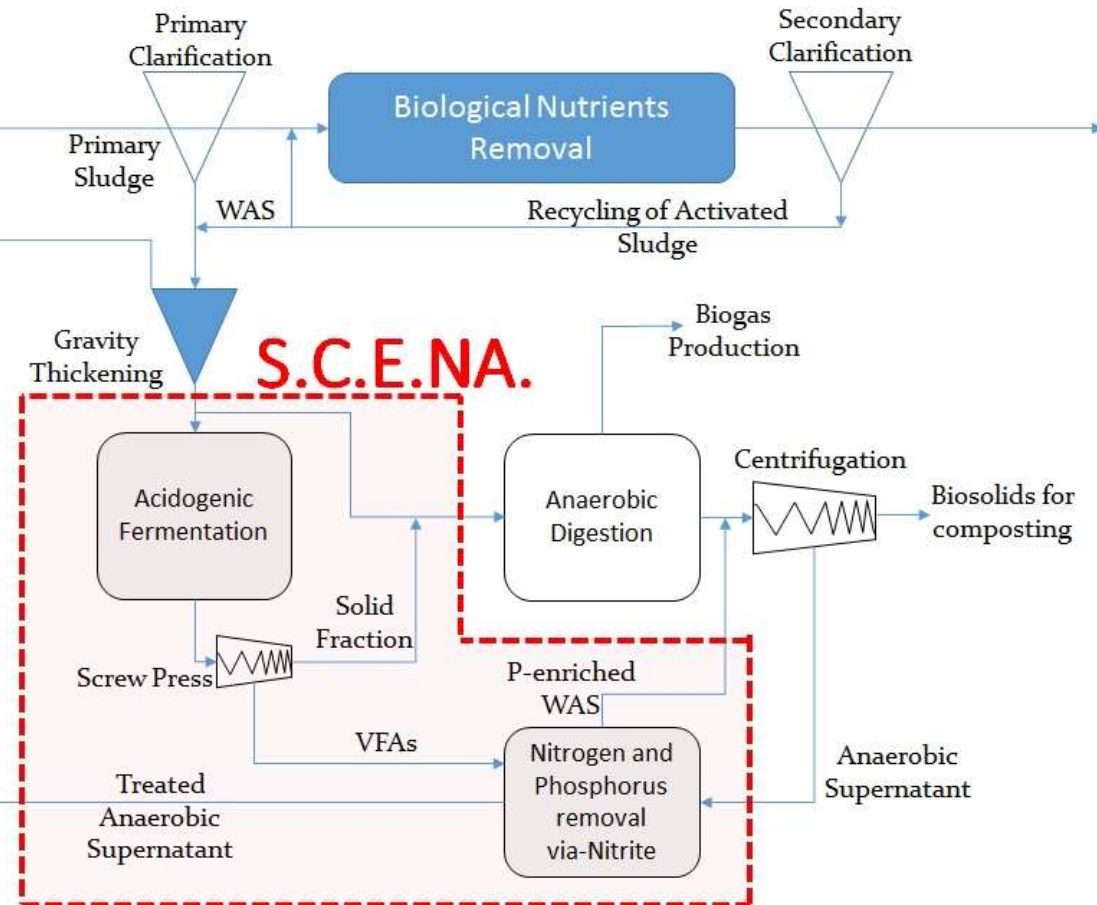 Primary
Clarification
Secondary
Clarification
Biological Nutrients
Removal
Primary
Sludge
WAS
Recycling of Activated
Sludge
Gravity
Thickening
S.C.E.NA.
Biogas
Production
Acidogenic
Fermentation
Anaerobic
Digestion
Centrifugation
Biosolids for
composting
Solid
Fraction
Screw Press
P-enriched
WAS
VFAs
Nitrogen and
Phosphorus
removal
via-Nitrite
Anaerobic
Supernatant
Treated
Anaerobic
Supernatant